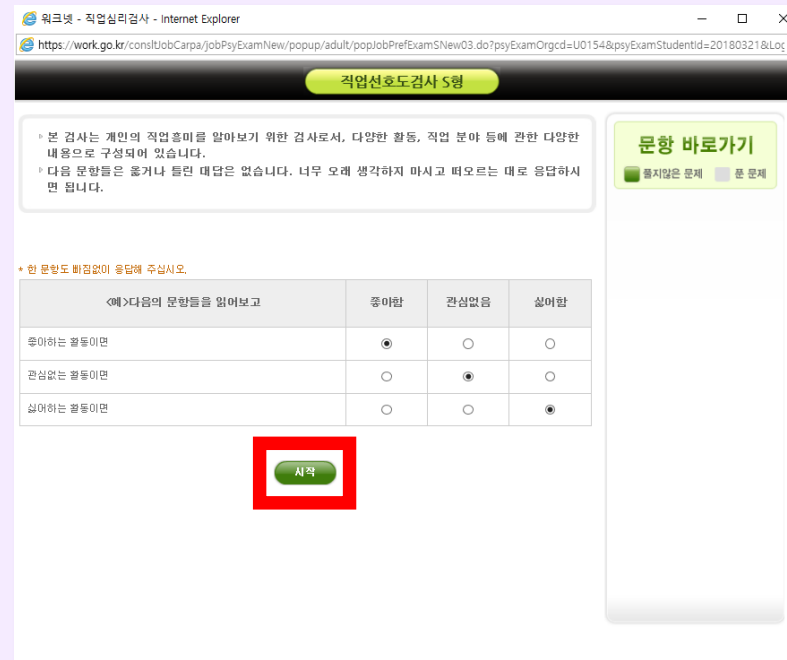 워크넷 - 직업심리검사 - Internet Explorer
https://work.go.kr/consltJobCarpa/jobPsyExamNew/popup/adult/popJobPrefExamSNew03.do?psyExamOrgcd=U0154&psyExamStudentId=20180321&Loc
직업선호도검사 S형
본 검사는 개인의 직업흥미를 알아보기 위한 검사로서, 다양한 활동, 직업 분야 등에 관한 다양한
내용으로 구성되어 있습니다.
다음 문항들은 옳거나 틀린 대답은 없습니다. 너무 오래 생각하지 마시고 떠오르는 대로 응답하시
면 됩니다.
문항 바로가기
풀지않은 문제 푼 문제
* 한 문항도 빠짐없이 응답해 주십시오.
<예>다음의 문항들을 읽어보고 좋아함 관심없음 싫어함
좋아하는 활동이면
관심없는 활동이면
싫어하는 활동이면
시작